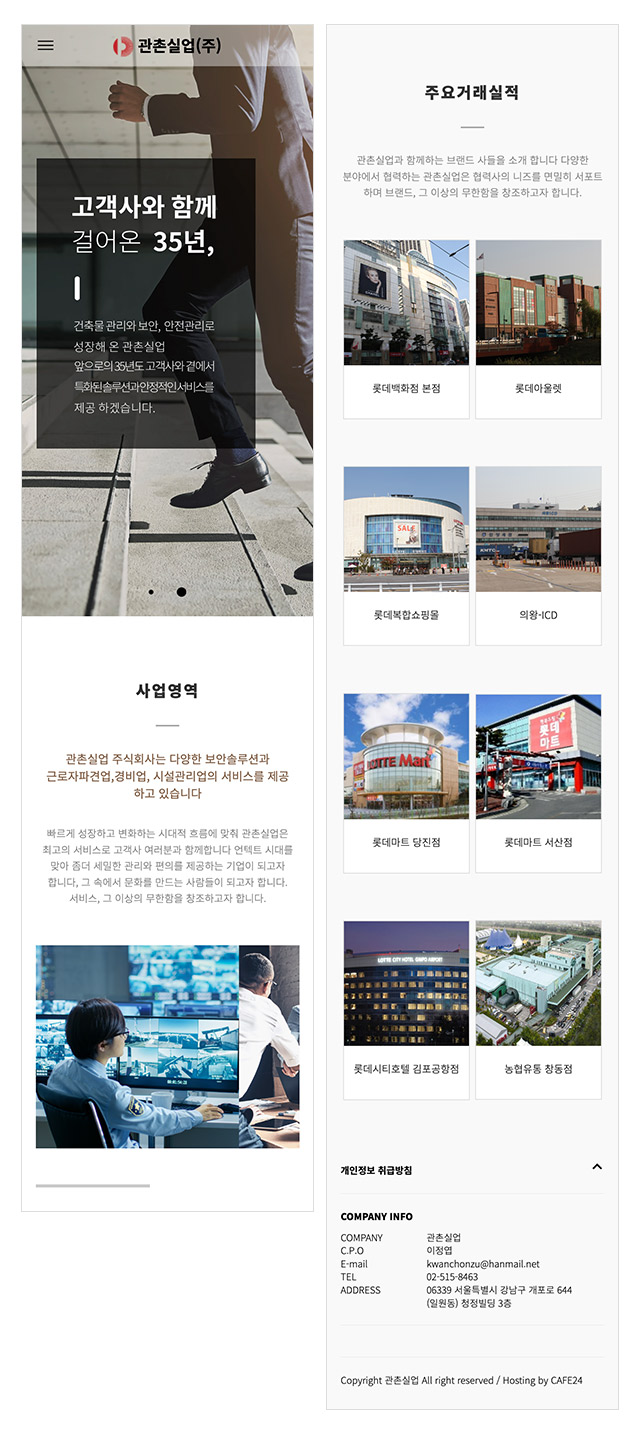 관촌실업(주)
고객사와 함께
걸어온 35년,
건축물 관리와 보안, 안전관리로
성장해 온 관촌실업
앞으로의 35년도 고객사와 곁에서
특화된 솔루션과 안정적인 서비스를
제공 하겠습니다.
사업영역
관촌실업 주식회사는 다양한 보안솔루션과
근로자파견업,경비업, 시설관리업의 서비스를 제공
하고 있습니다
빠르게 성장하고 변화하는 시대적 흐름에 맞춰 관촌실업은
최고의 서비스로 고객사 여러분과 함께합니다 언텍트 시대를
맞아 좀더 세밀한 관리와 편의를 제공하는 기업이 되고자
합니다, 그 속에서 문화를 만드는 사람들이 되고자 합니다.
서비스, 그 이상의 무한함을 창조하고자 합니다.
주요거래실적
관촌실업과 함께하는 브랜드 사들을 소개 합니다 다양한
분야에서 협력하는 관촌실업은 협력사의 니즈를 면밀히 서포트
하며 브랜드, 그 이상의 무한함을 창조하고자 합니다.
롯데백화점 본점
롯데아울렛
SALE
롯데복합쇼핑몰
의왕-ICD
LOTTE Mart
롯데
마트
롯데마트 당진점
롯데마트 서산점
LOTTE CITY HOTEL GIMPO AIRPORT
롯데시티호텔 김포공항점
농협유통 창동점
개인정보 취급방침
COMPANY INFO
COMPANY 관촌실업
C.P.O 이정엽
E-mail kwanchonzu@hanmail.net
TEL 02-515-8463
ADDRESS 06339 서울특별시 강남구 개포로 644
(일원동) 청정빌딩 3층
Copyright 관촌실업 All right reserved / Hosting by CAFE24